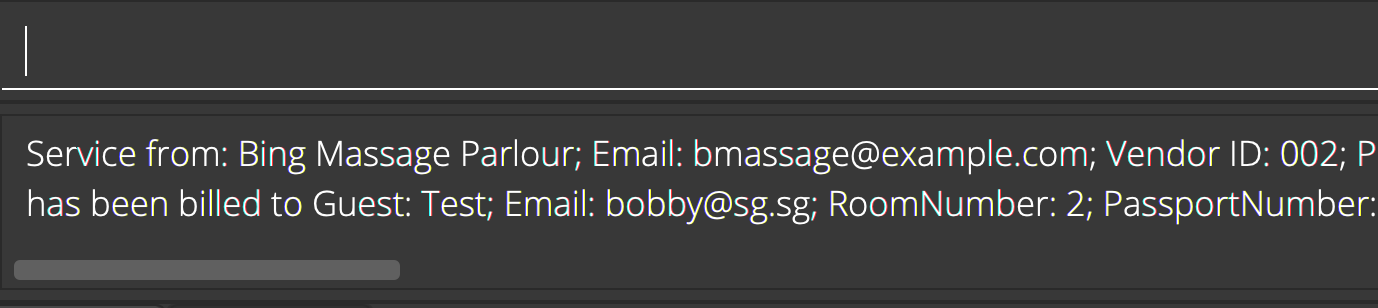 Service from: Bing Massage Parlour; Email: bmassage@example.com; Vendor ID: 002; P
has been billed to Guest: Test; Email: bobby@sg.sg; RoomNumber: 2; PassportNumber: